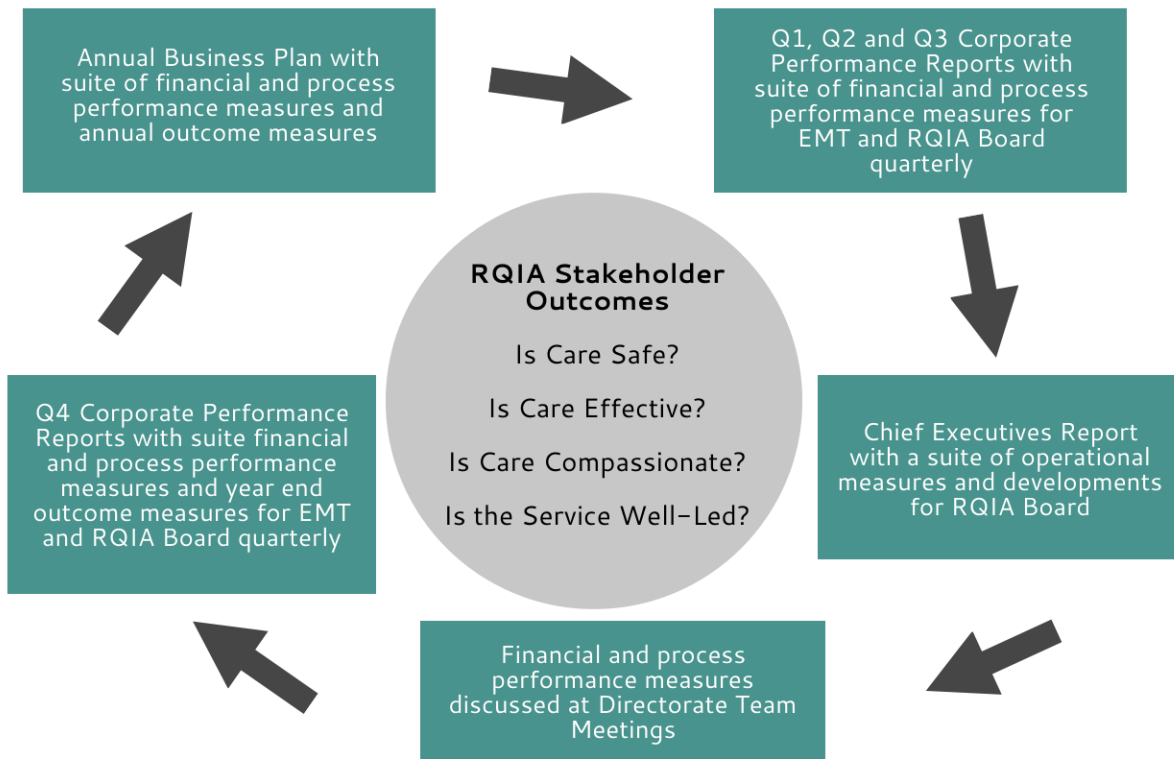 Annual Business Plan with
suite of financial and process
performance measures and
annual outcome measures
Q1, Q2 and Q3 Corporate
Performance Reports with
suite of financial and process
performance measures for
EMT and RQIA Board
quarterly
RQIA Stakeholder
Outcomes
Is Care Safe?
Is Care Effective?
Is Care Compassionate?
Is the Service Well-Led?
Chief Executives Report
with a suite of operational
measures and developments
for RQIA Board
Financial and process
performance measures
discussed at Directorate Team
Meetings
Q4 Corporate Performance
Reports with suite financial
and process performance
measures and year end
outcome measures for EMT
and RQIA Board quarterly